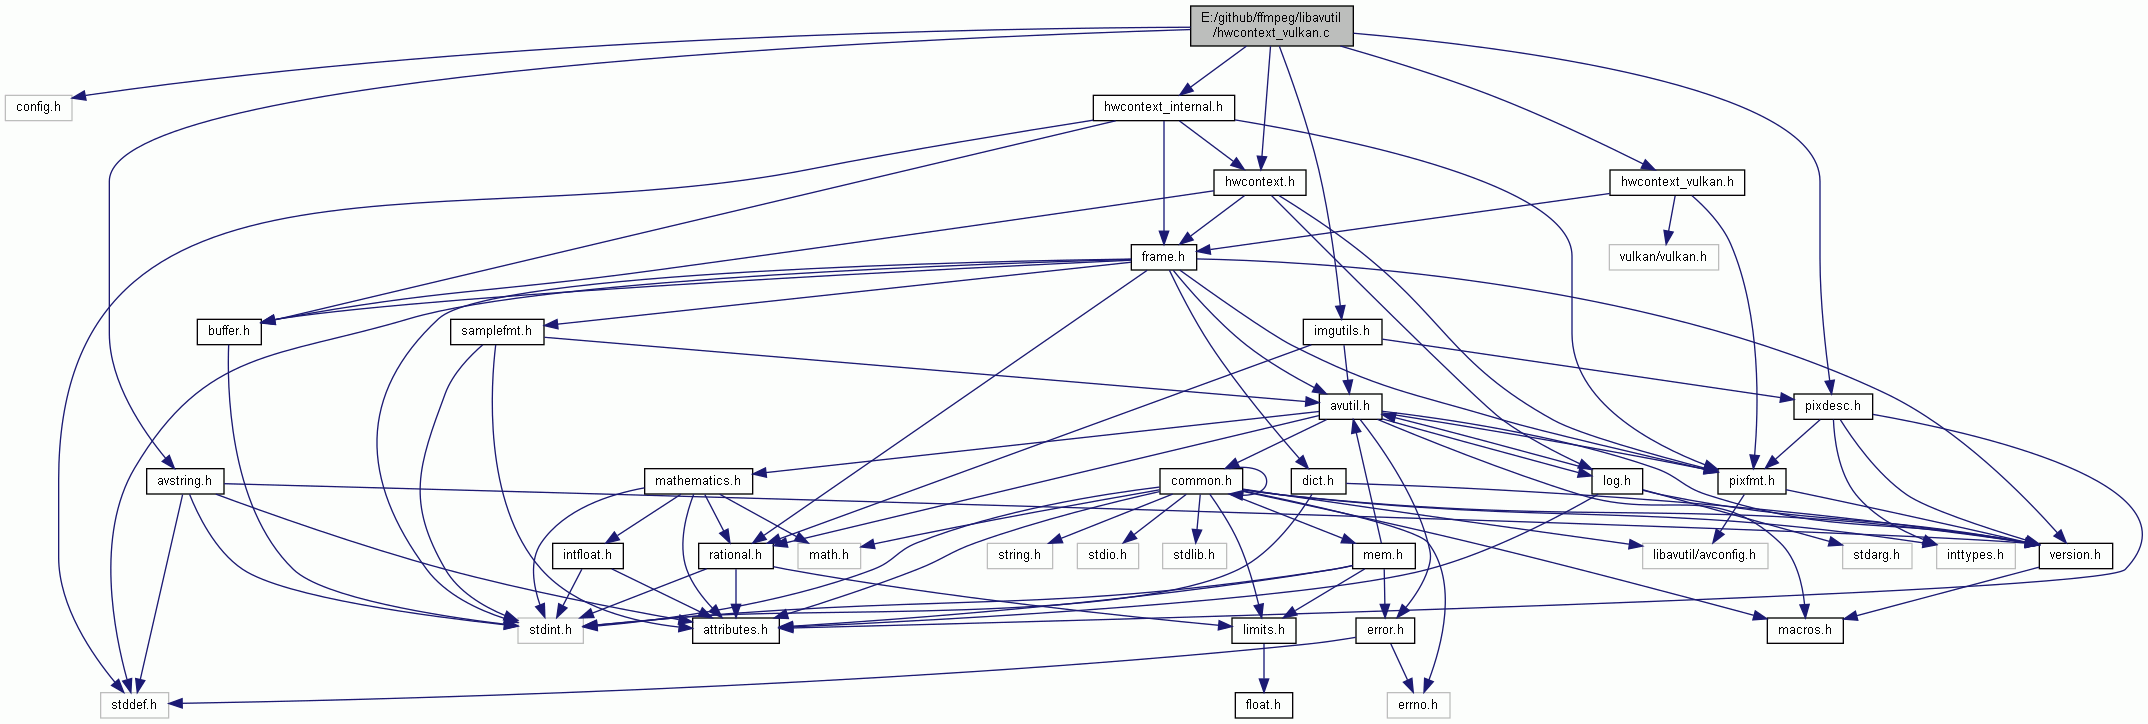 E:/github/ffmpeg/libavutil
/hwcontext_vulkan.c
config.h
hwcontext_internal.h
hwcontext.h
hwcontext_vulkan.h
frame.h
vulkan/vulkan.h
buffer.h
samplefmt.h
imgutils.h
avutil.h
pixdesc.h
avstring.h
mathematics.h
common.h
dict.h
log.h
pixfmt.h
intfloat.h
rational.h
math.h
string.h
stdio.h
stdlib.h
mem.h
libavutil/avconfig.h
stdarg.h
inttypes.h
version.h
stdint.h
attributes.h
limits.h
error.h
macros.h
stddef.h
float.h
errno.h